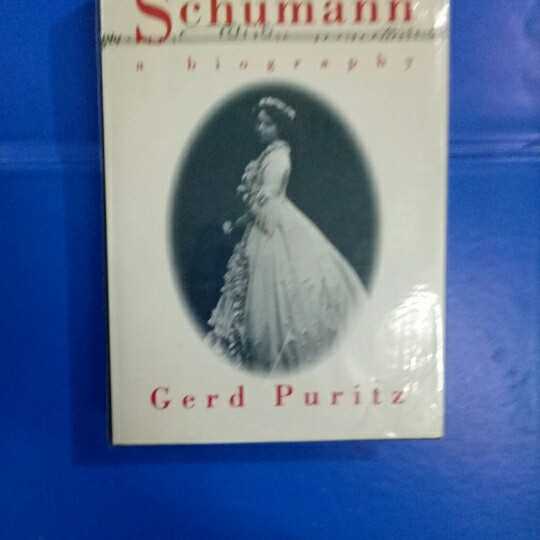 Schumann
a biography
Gerd Puritz